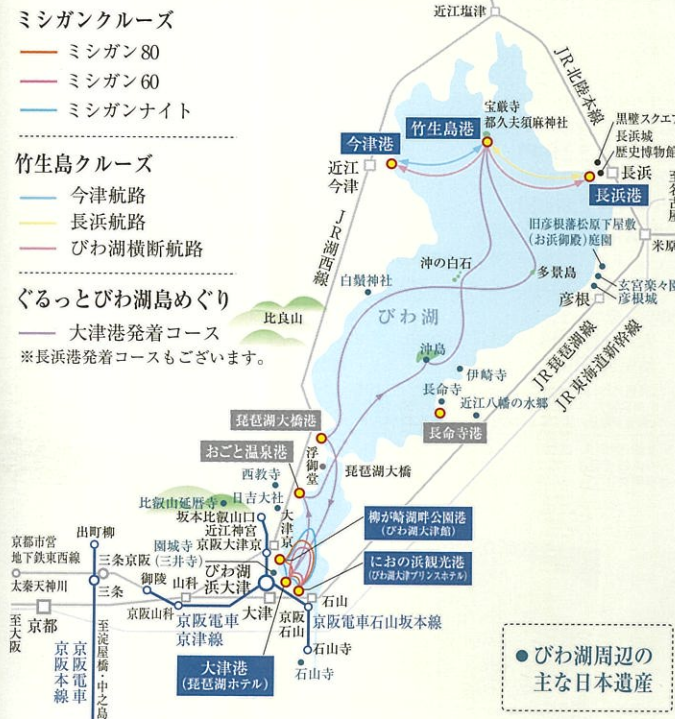 ミシガンクルーズ
ミシガン80
ミシガン60
ミシガンナイト
竹生島クルーズ
今津航路
長浜航路
びわ湖横断航路
ぐるっとびわ湖島めぐり
大津港発着コース
※長浜港発着コースもございます。
近江塩津
JR北陸本線
宝厳寺
都久夫須麻神社
竹生島港
今津港
近江
今津
黒壁スクエア
長浜城
歴史博物館
長浜
長浜港
至名古屋
米原
旧彦根藩松原下屋敷
(お浜御殿)庭園
玄宮楽々園
彦根城
彦根
JR湖西線
沖の白石
多景島
白鬚神社
びわ湖
比良山
沖島
伊崎寺
長命寺
近江八幡の水郷
長命寺港
JR琵琶湖線
JR東海道新幹線
琵琶湖大橋港
おごと温泉港
浮御堂
琵琶湖大橋
西教寺
日吉大社
比叡山延暦寺
坂本比叡山口
大津京
近江神宮
京阪大津京
園城寺
(三井寺)
びわ湖
浜大津
柳が崎湖畔公園港
(びわ湖大津館)
におの浜観光港
(びわ湖大津プリンスホテル)
京都市営
地下鉄東西線
出町柳
三条京阪
太秦天神川
三条
御陵
山科
京阪山科
大津
石山
京阪
石山
京阪電車石山坂本線
京阪電車
京津線
石山寺
石山寺
京都
至大阪
京阪電車
京阪本線
至淀屋橋・中之島
大津港
(琵琶湖ホテル)
びわ湖周辺の
主な日本遺産